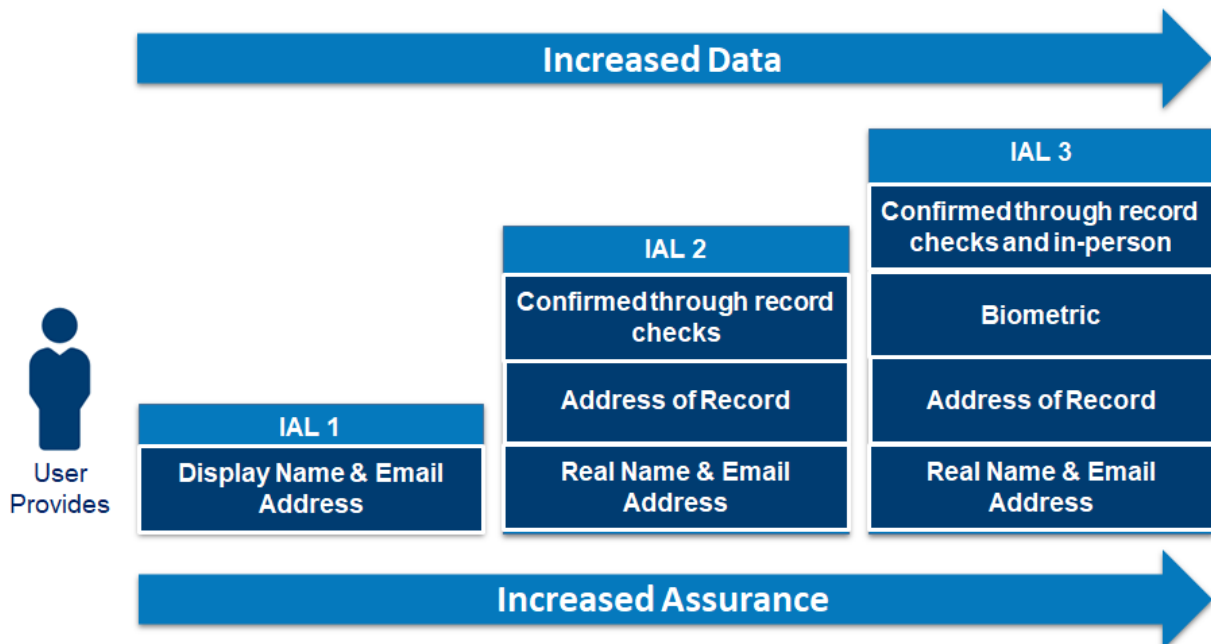 Increased Data
IAL 3
Confirmed through record
checks and in-person
Biometric
Address of Record
Real Name & Email
Address
IAL 2
Confirmed through record
checks
Address of Record
Real Name & Email
Address
IAL 1
Display Name & Email
Address
User
Provides
Increased Assurance